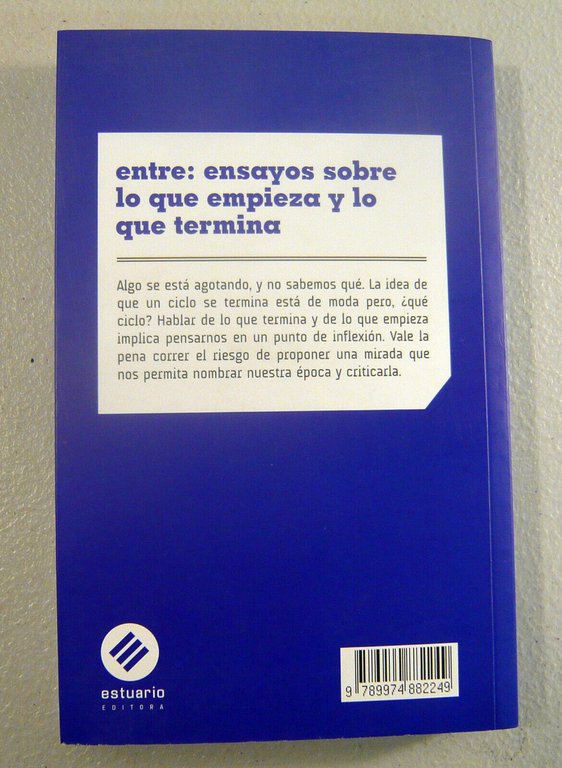 entre: ensayos sobre
lo que empieza y lo
que termina
Algo se está agotando, y no sabemos qué. La idea de
que un ciclo se termina está de moda pero, ¿qué
ciclo? Hablar de lo que termina y de lo que empieza
implica pensarnos en un punto de inflexión. Vale la
pena correr el riesgo de proponer una mirada que
nos permita nombrar nuestra época y criticarla.
estuario
EDITORA
9 789974 882249